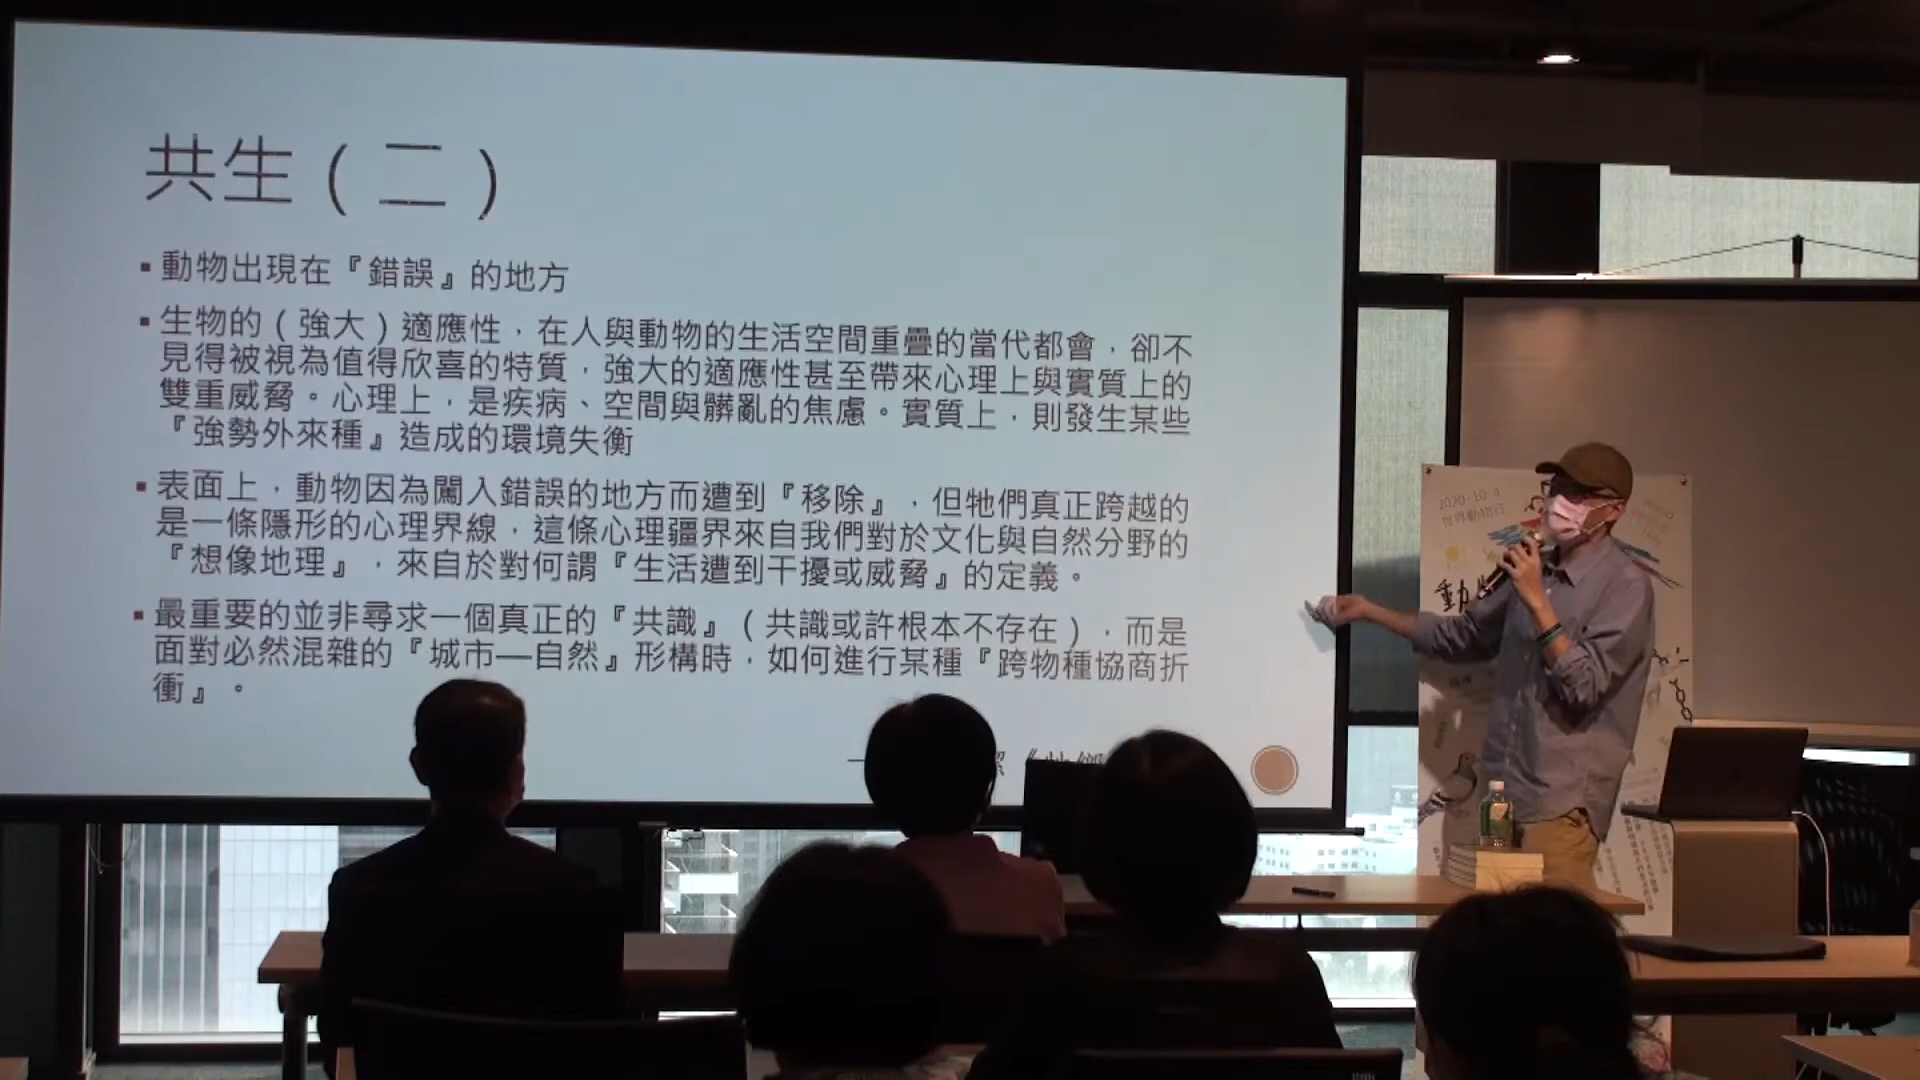 共生（二）
▪動物出現在『錯誤』的地方
▪生物的（強大）適應性，在人與動物的生活空間重疊的當代都會，卻不
見得被視為值得欣喜的特質，強大的適應性甚至帶來心理上與實質上的
雙重威脅。心理上，是疾病、空間與髒亂的焦慮。實質上，則發生某些
『強勢外來種』造成的環境失衡
▪表面上，動物因為闖入錯誤的地方而遭到『移除』，但牠們真正跨越的
是一條隱形的心理界線，這條心理疆界來自我們對於文化與自然分野的
『想像地理』，來自於對何謂『生活遭到干擾或威脅』的定義。
▪最重要的並非尋求一個真正的『共識』（共識或許根本不存在），而是
面對必然混雜的『城市—自然』形構時，如何進行某種『跨物種協商折
衝』。
2020-10-4
世界動物日
動